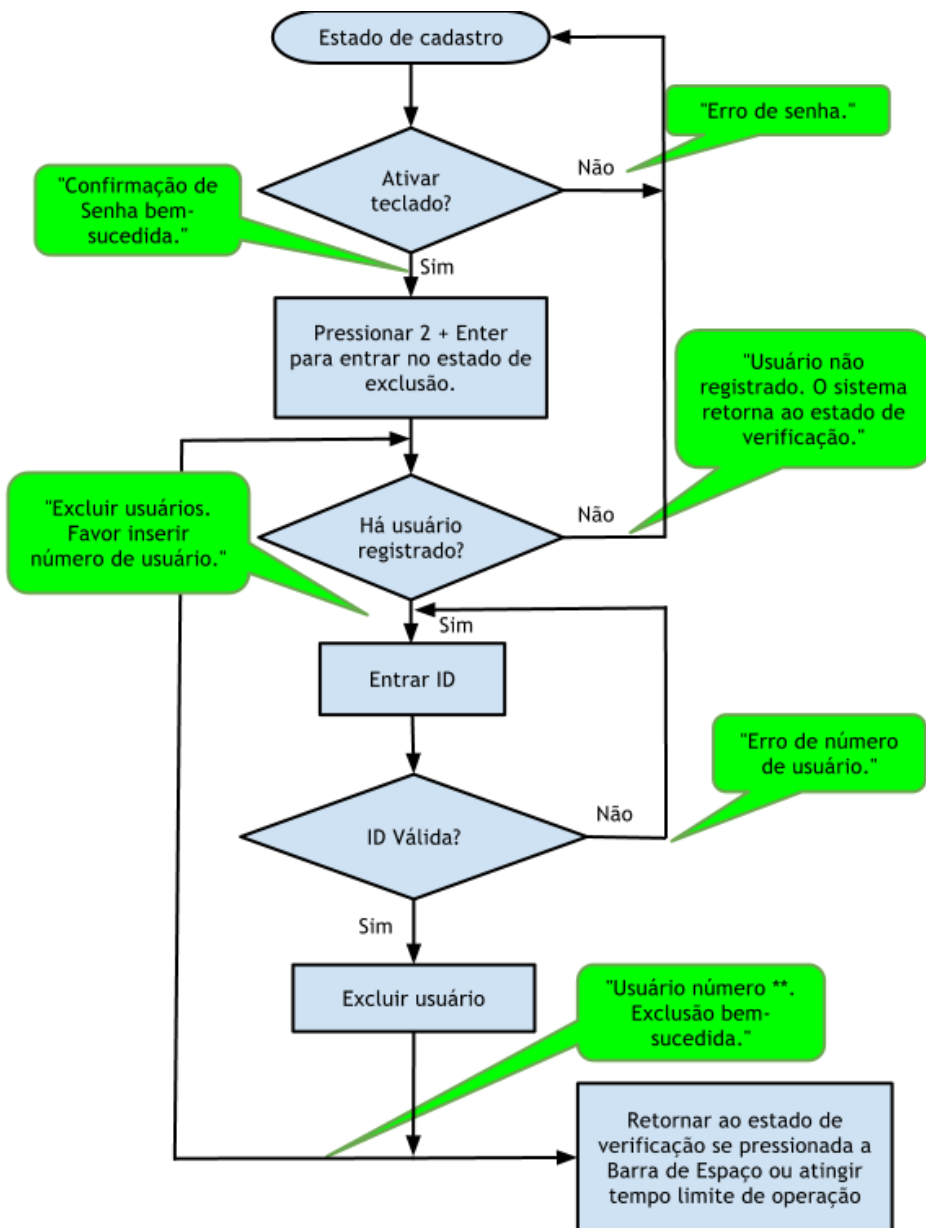 Estado de cadastro
"Erro de senha."
Não
Ativar
teclado?
"Confirmação de
Senha bem-
sucedida."
Sim
Pressionar 2 + Enter
para entrar no estado de
exclusão.
"Usuário não
registrado. O sistema
retorna ao estado de
verificação."
"Excluir usuários.
Favor inserir
número de usuário."
Há usuário
registrado?
Não
Sim
Entrar ID
"Erro de número
de usuário."
Não
ID Válida?
Sim
Excluir usuário
"Usuário número **.
Exclusão bem-
sucedida."
Retornar ao estado de
verificação se pressionada a
Barra de Espaço ou atingir
tempo limite de operação